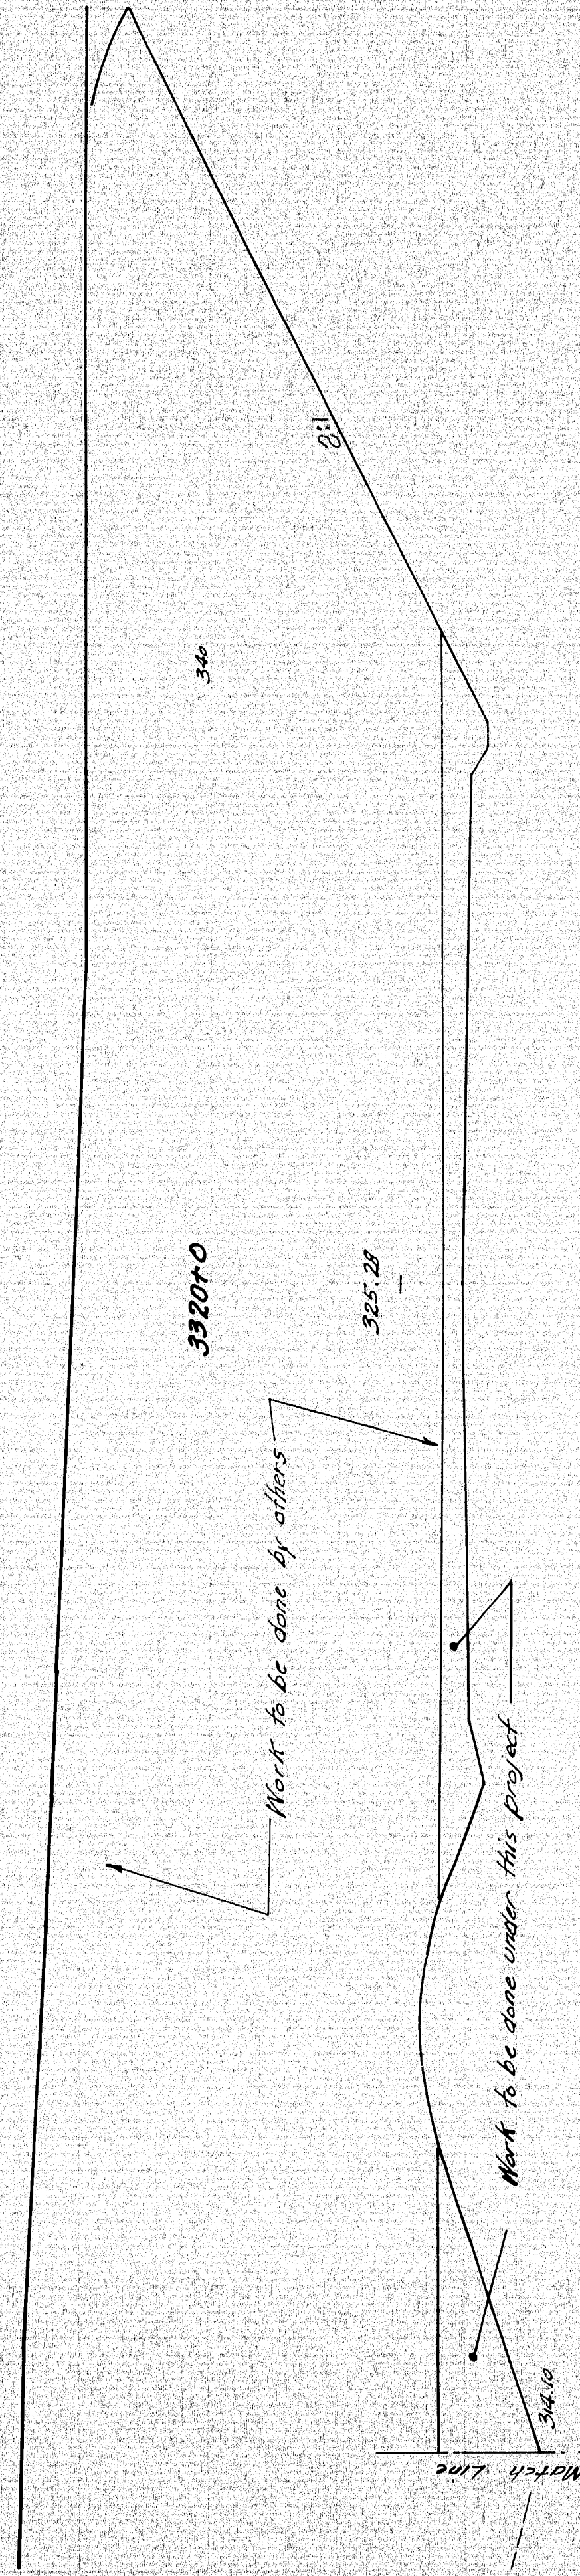 2:1
340
3320+0
325.28
Work to be done by others
Work to be done under this project
314.10
Match Line